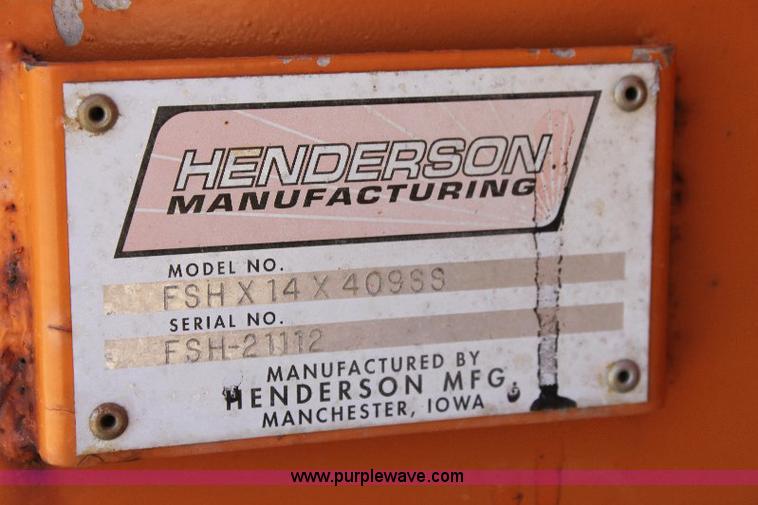 HENDERSON
MANUFACTURING
MODEL NO.
FSH X 14 X 409SS
SERIAL NO.
FSH-21112
MANUFACTURED BY
HENDERSON MFG.
MANCHESTER, IOWA
www.purplewave.com